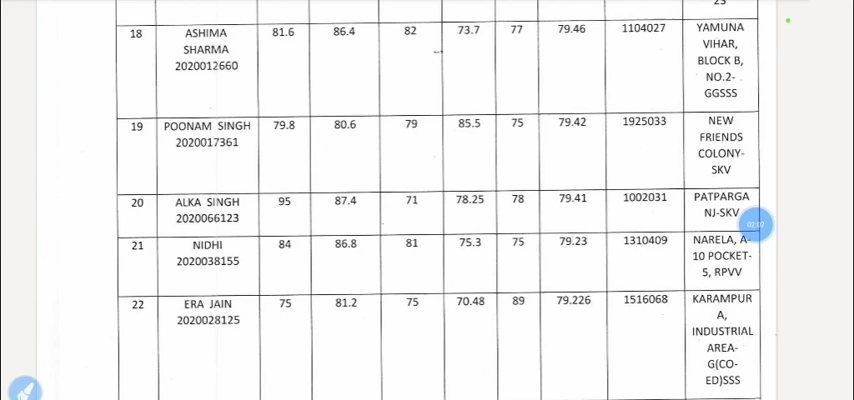 23
18 ASHIMA 81.6 86.4 82 73.7 77 79.46 1104027 YAMUNA
SHARMA VIHAR,
2020012660 BLOCK B,
NO.2-
GGSSS
19 POONAM SINGH 79.8 80.6 79 85.5 75 79.42 1925033 NEW
2020017361 FRIENDS
COLONY-
SKV
20 ALKA SINGH 95 87.4 71 78.25 78 79.41 1002031 PATPARGA
2020066123 NJ-SKV
02:07
21 NIDHI 84 86.8 81 75.3 75 79.23 1310409 NARELA, A-
2020038155 10 POCKET-
5, RPVV
22 ERA JAIN 75 81.2 75 70.48 89 79.226 1516068 KARAMPUR
2020028125 A,
INDUSTRIAL
AREA-
G(CO-
ED)SSS